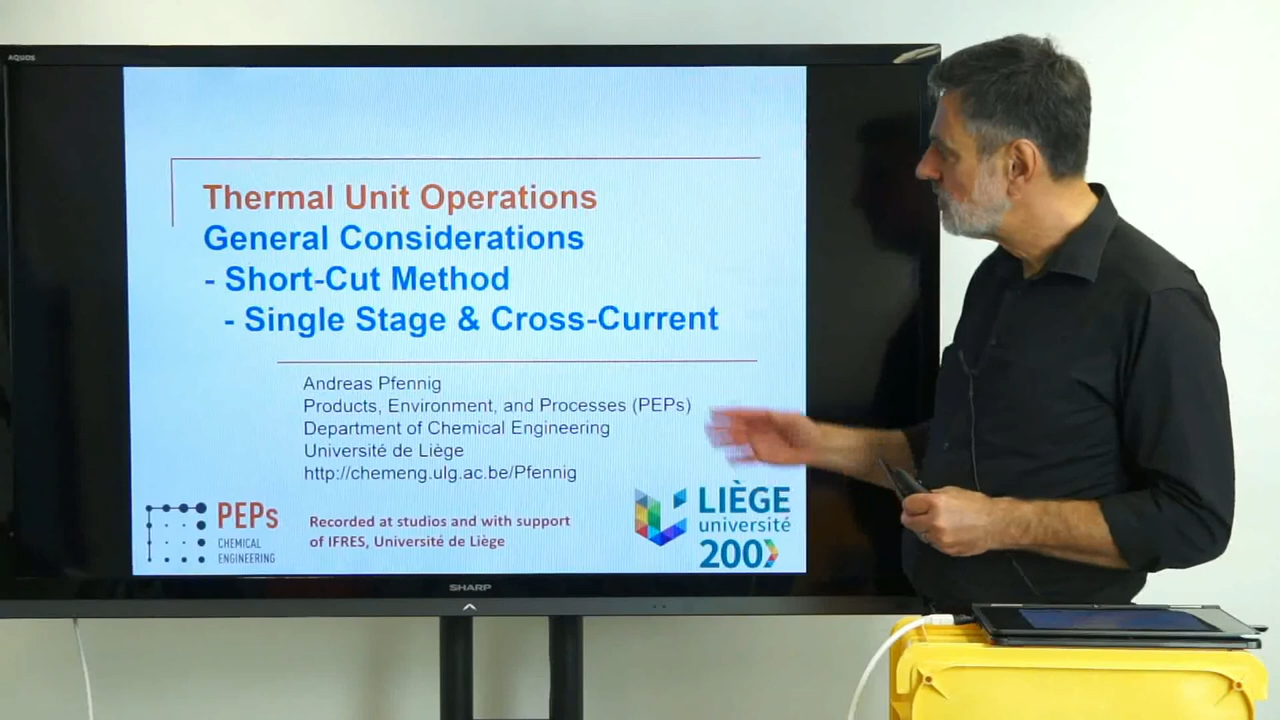 AQUOS
Thermal Unit Operations
General Considerations
- Short-Cut Method
- Single Stage & Cross-Current
Andreas Pfennig
Products, Environment, and Processes (PEPs)
Department of Chemical Engineering
Université de Liège
http://chemeng.ulg.ac.be/Pfennig
PEPs
CHEMICAL
ENGINEERING
Recorded at studios and with support
of IFRES, Université de Liège
LIÈGE
université
200
SHARP